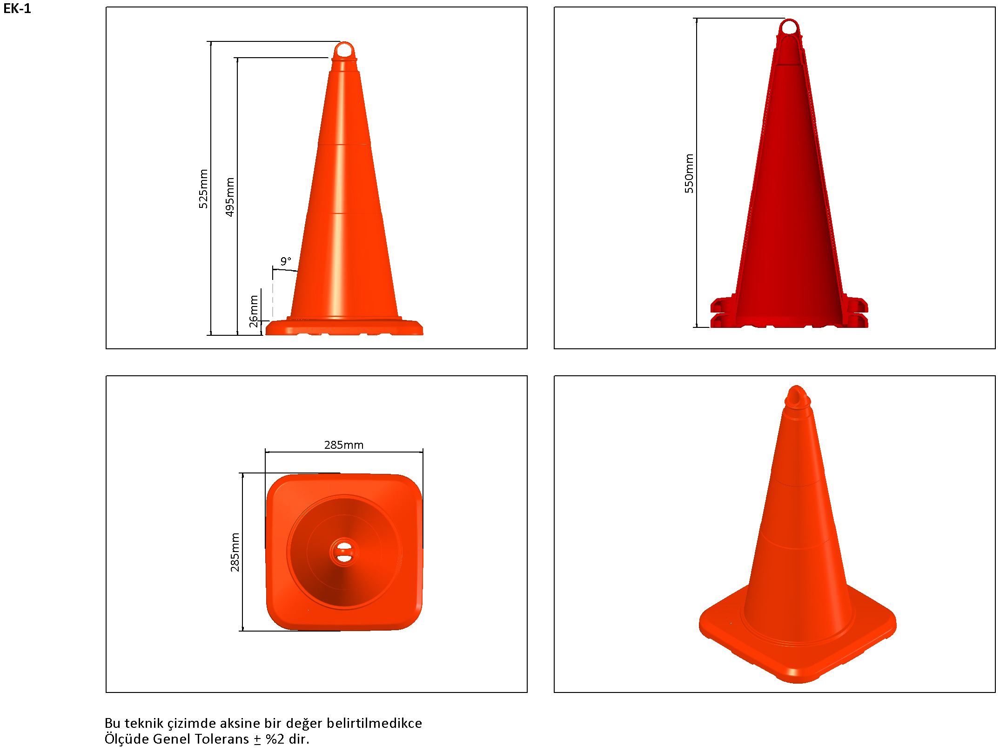 EK-1
525mm
495mm
9°
26mm
550mm
285mm
285mm
Bu teknik çizimde aksine bir değer belirtilmedikce
Ölçüde Genel Tolerans ± %2 dir.